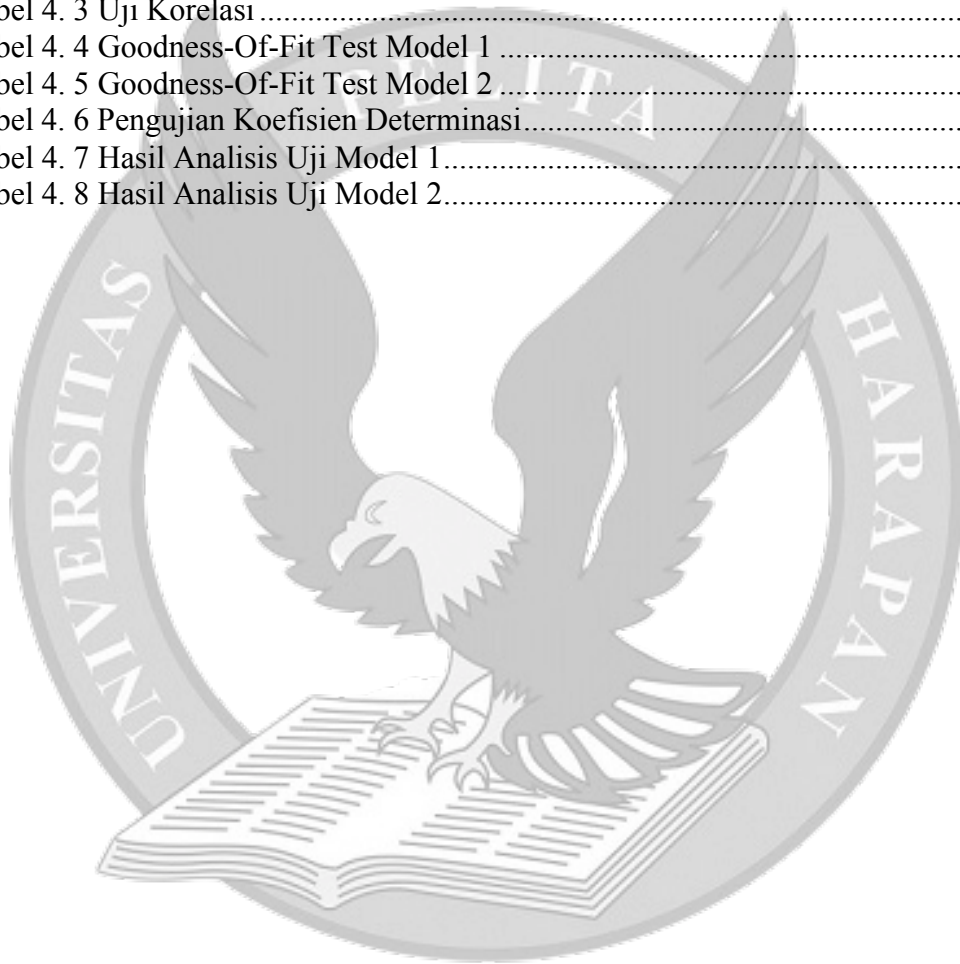 bel 4. 3 Uji Korelasi
bel 4. 4 Goodness-Of-Fit Test Model 1
bel 4. 5 Goodness-Of-Fit Test Model 2
bel 4. 6 Pengujian Koefisien Determinasi
bel 4. 7 Hasil Analisis Uji Model 1
bel 4. 8 Hasil Analisis Uji Model 2
UNIVERSITAS PELITA HARAPAN